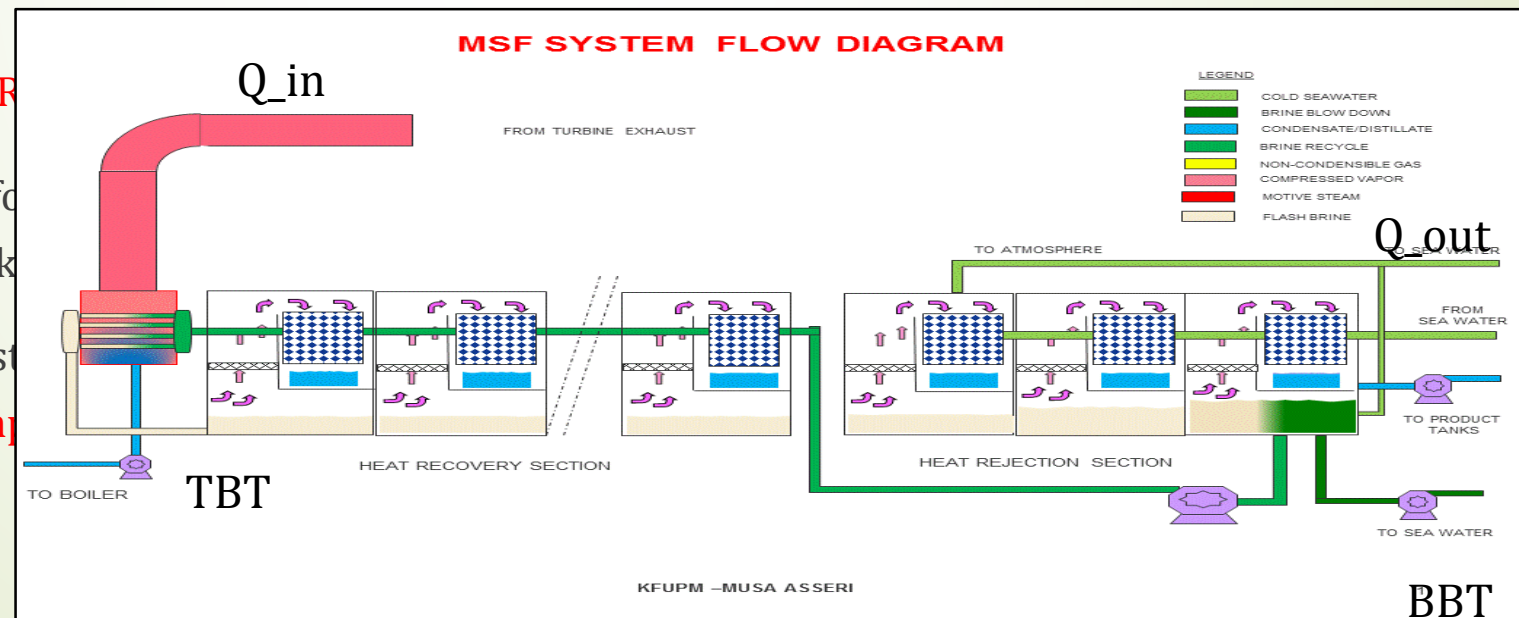 MSF SYSTEM FLOW DIAGRAM
Q_in
FROM TURBINE EXHAUST
LEGEND
COLD SEAWATER
BRINE BLOW DOWN
CONDENSATE/DISTILLATE
BRINE RECYCLE
NON-CONDENSIBLE GAS
COMPRESSED VAPOR
MOTIVE STEAM
FLASH BRINE
Q_out
TO ATMOSPHERE
TO SEA WATER
FROM
SEA WATER
TO PRODUCT
TANKS
HEAT RECOVERY SECTION
HEAT REJECTION SECTION
TO BOILER
TBT
TO SEA WATER
KFUPM –MUSA ASSERI
BBT